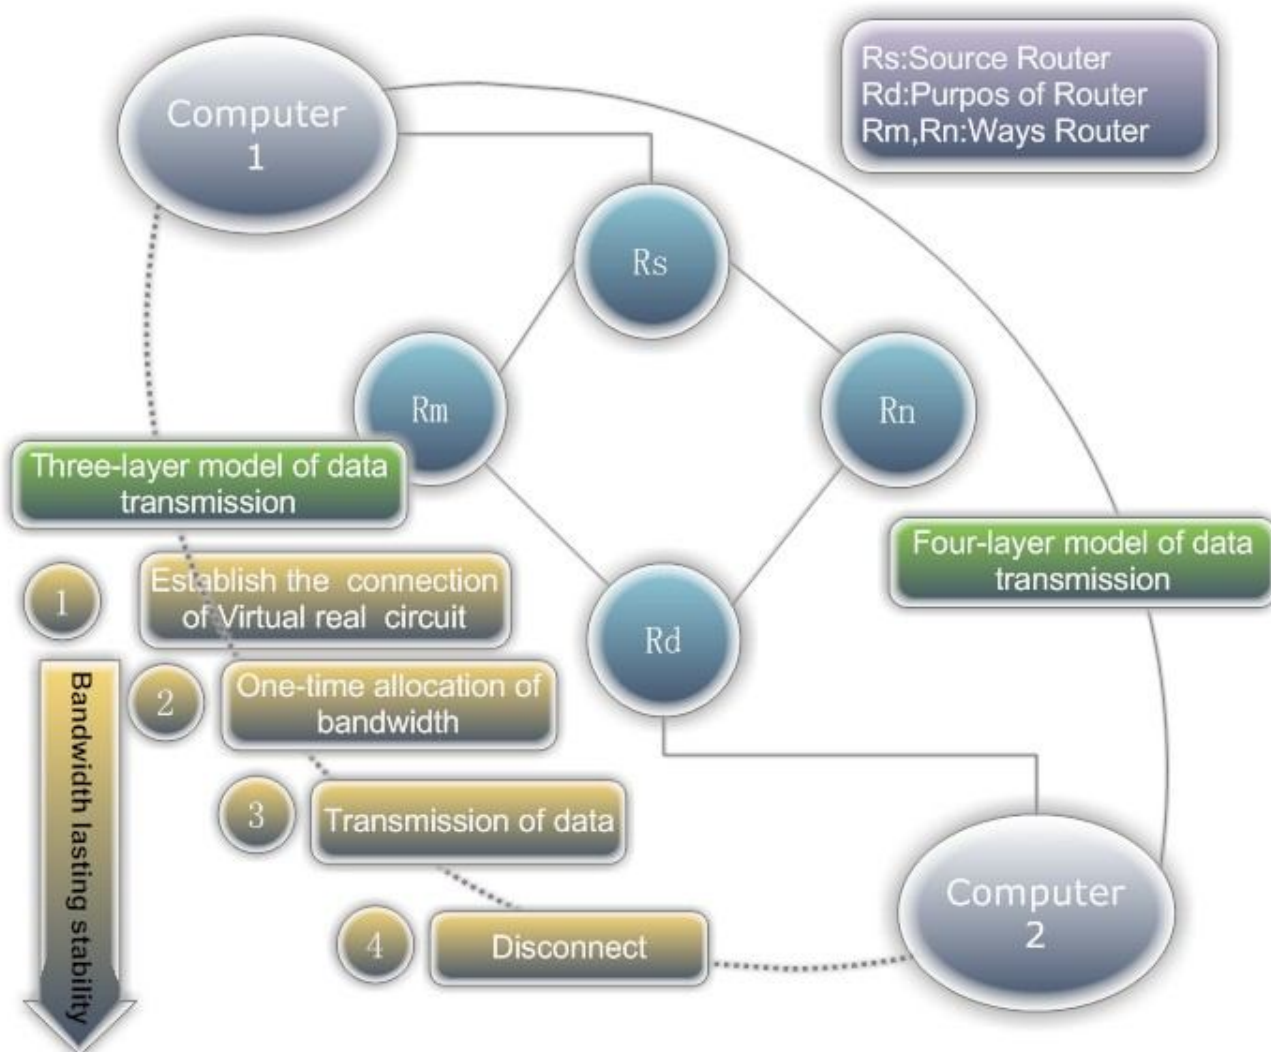 Computer
1
Rs:Source Router
Rd:Purpos of Router
Rm,Rn:Ways Router
Rs
Rm
Rn
Three-layer model of data
transmission
Four-layer model of data
transmission
1
Establish the connection
of Virtual real circuit
Rd
2
One-time allocation of
bandwidth
Bandwidth lasting stability
3
Transmission of data
4
Disconnect
Computer
2